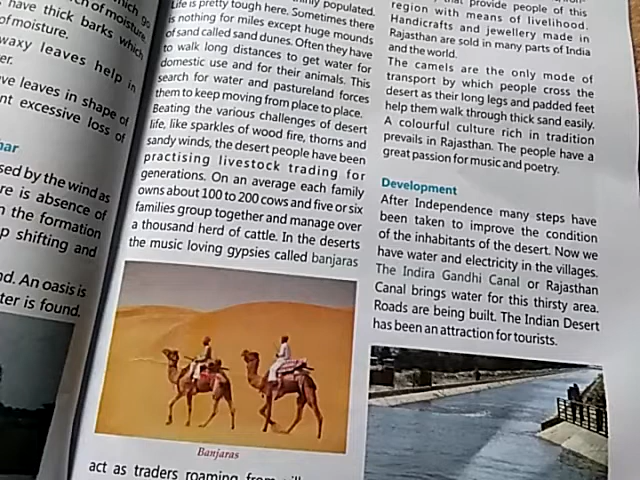 which go
of moisture.
have thick barks which
of moisture.
waxy leaves help in
leaves in shape of
excessive loss of
by the wind as
is absence of
the formation
shifting and
An oasis is
is found.
populated.
Life is pretty tough here. Sometimes there
is nothing for miles except huge mounds
of sand called sand dunes. Often they have
to walk long distances to get water for
domestic use and for their animals. This
search for water and pastureland forces
them to keep moving from place to place.
Beating the various challenges of desert
life, like sparkles of wood fire, thorns and
sandy winds, the desert people have been
practising livestock trading for
generations. On an average each family
owns about 100 to 200 cows and five or six
families group together and manage over
a thousand herd of cattle. In the deserts
the music loving gypsies called banjaras
Banjaras
act as traders roaming from
that provide people of this
region with means of livelihood.
Handicrafts and jewellery made in
Rajasthan are sold in many parts of India
and the world.
The camels are the only mode of
transport by which people cross the
desert as their long legs and padded feet
help them walk through thick sand easily.
A colourful culture rich in tradition
prevails in Rajasthan. The people have a
great passion for music and poetry.
Development
After Independence many steps have
been taken to improve the condition
of the inhabitants of the desert. Now we
have water and electricity in the villages.
The Indira Gandhi Canal or Rajasthan
Canal brings water for this thirsty area.
Roads are being built. The Indian Desert
has been an attraction for tourists.